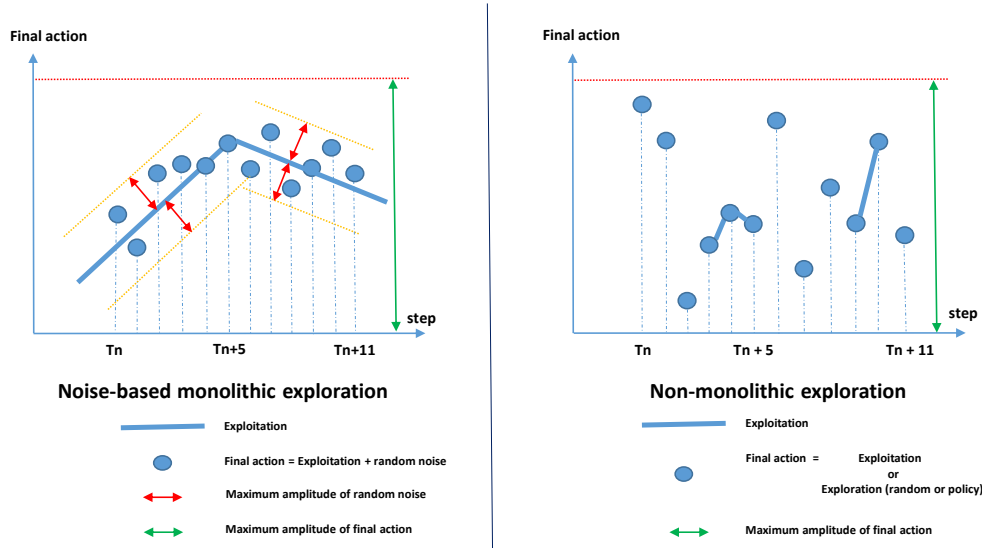 Final action
step
Tn
Tn+5
Tn+11
Noise-based monolithic exploration
Exploitation
Final action = Exploitation + random noise
Maximum amplitude of random noise
Maximum amplitude of final action
Final action
step
Tn
Tn + 5
Tn + 11
Non-monolithic exploration
Exploitation
Final action = Exploitation
or
Exploration (random or policy)
Maximum amplitude of final action